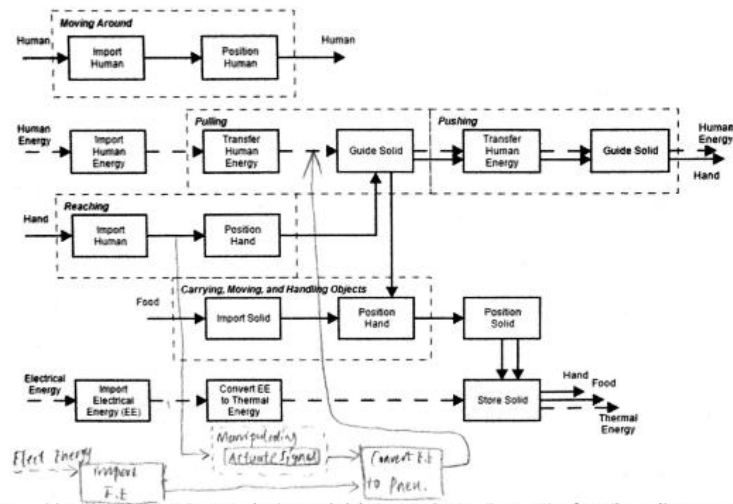 Moving Around
Human
Import
Human
Position
Human
Human
Human
Energy
Import
Human
Energy
Pulling
Transfer
Human
Energy
Guide Solid
Pushing
Transfer
Human
Energy
Guide Solid
Human
Energy
Hand
Reaching
Hand
Import
Human
Position
Hand
Carrying, Moving, and Handling Objects
Food
Import Solid
Position
Hand
Position
Solid
Electrical
Energy
Import
Electrical
Energy (EE)
Convert EE
to Thermal
Energy
Store Solid
Hand
Food
Thermal
Energy
Manipulating
Actuate Signal
Elect Energy
Import
E.E
Convert E.E
to Pneu.